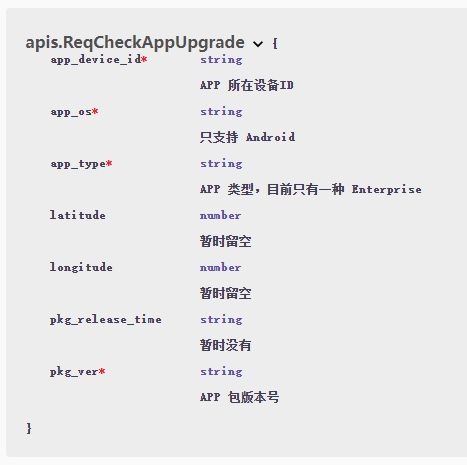 apis.ReqCheckAppUpgrade {
app_device_id* string
APP 所在设备ID
app_os* string
只支持 Android
app_type* string
APP 类型，目前只有一种 Enterprise
latitude number
暂时留空
longitude number
暂时留空
pkg_release_time string
暂时没有
pkg_ver* string
APP 包版本号
}